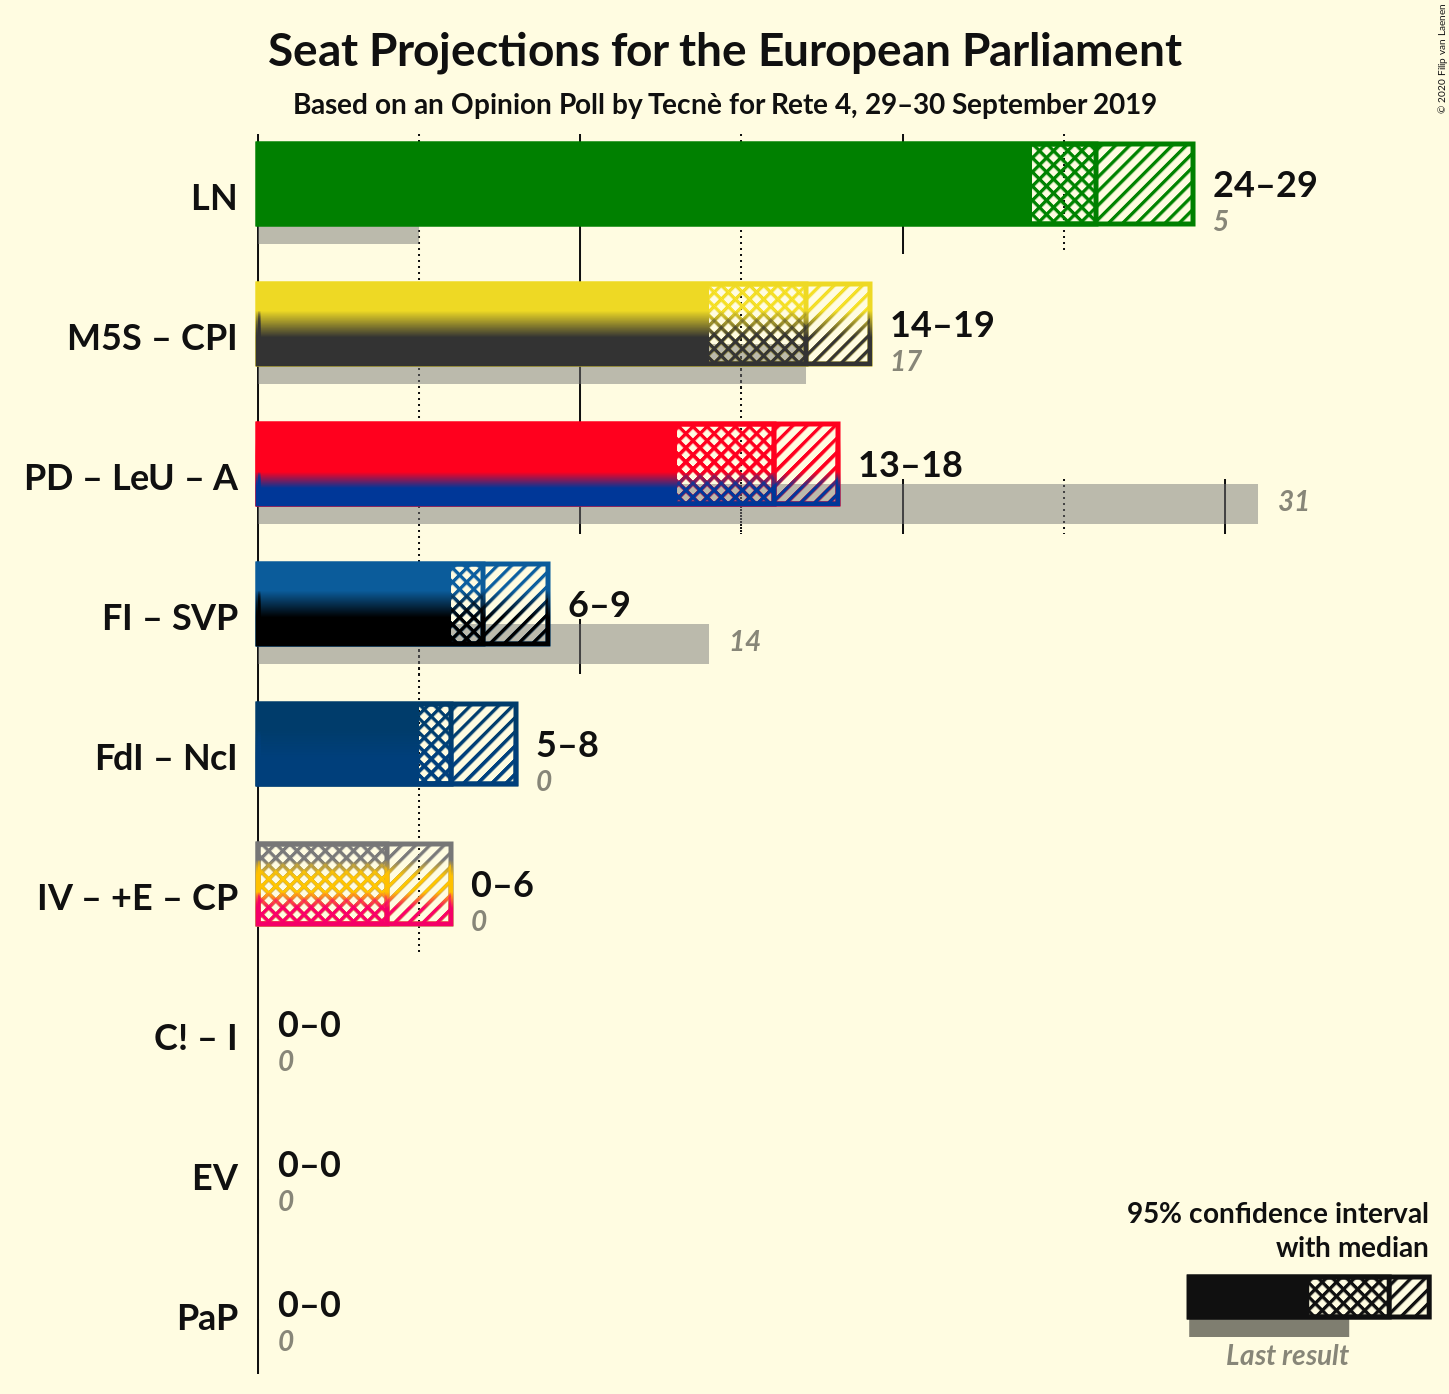 Seat Projections for the European Parliament
Based on an Opinion Poll by Tecnè for Rete 4, 29–30 September 2019
© 2020 Filip van Laenen
LN
24–29
5
M5S – CPI
14–19
17
PD – LeU – A
13–18
31
FI – SVP
6–9
14
FdI – NcI
5–8
0
IV – +E – CP
0–6
0
C! – I
0–0
0
EV
0–0
0
PaP
0–0
0
95% confidence interval
with median
Last result